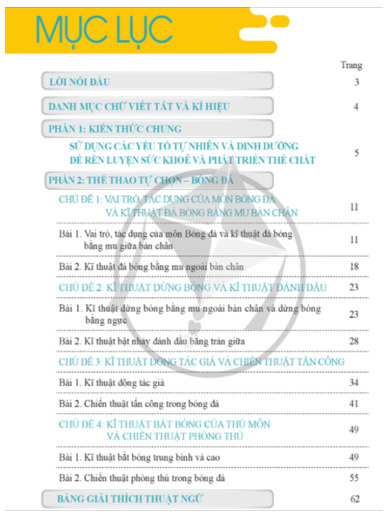 MỤC LỤC
Trang
LỜI NÓI ĐẦU 3
DANH MỤC CHỮ VIẾT TẮT VÀ KÍ HIỆU 4
PHẦN 1: KIẾN THỨC CHUNG
SỬ DỤNG CÁC YẾU TỐ TỰ NHIÊN VÀ DINH DƯỠNG
ĐỂ RÈN LUYỆN SỨC KHOẺ VÀ PHÁT TRIỂN THỂ CHẤT 5
PHẦN 2: THỂ THAO TỰ CHỌN – BÓNG ĐÁ
CHỦ ĐỀ 1: VAI TRÒ, TÁC DỤNG CỦA MÔN BÓNG ĐÁ
VÀ KĨ THUẬT ĐÁ BÓNG BẰNG MU BÀN CHÂN 11
Bài 1. Vai trò, tác dụng của môn Bóng đá và kĩ thuật đá bóng
bằng mu giữa bàn chân 11
Bài 2. Kĩ thuật đá bóng bằng mu ngoài bàn chân 18
CHỦ ĐỀ 2: KĨ THUẬT DỪNG BÓNG VÀ KĨ THUẬT ĐÁNH ĐẦU 23
Bài 1. Kĩ thuật dừng bóng bằng mu ngoài bàn chân và dừng bóng
bằng ngực 23
Bài 2. Kĩ thuật bật nhảy đánh đầu bằng trán giữa 28
CHỦ ĐỀ 3: KĨ THUẬT ĐỘNG TÁC GIẢ VÀ CHIẾN THUẬT TẤN CÔNG
Bài 1. Kĩ thuật động tác giả 34
Bài 2. Chiến thuật tấn công trong bóng đá 41
CHỦ ĐỀ 4: KĨ THUẬT BẮT BÓNG CỦA THỦ MÔN
VÀ CHIẾN THUẬT PHÒNG THỦ 49
Bài 1. Kĩ thuật bắt bóng trung bình và cao 49
Bài 2. Chiến thuật phòng thủ trong bóng đá 55
BẢNG GIẢI THÍCH THUẬT NGỮ 62